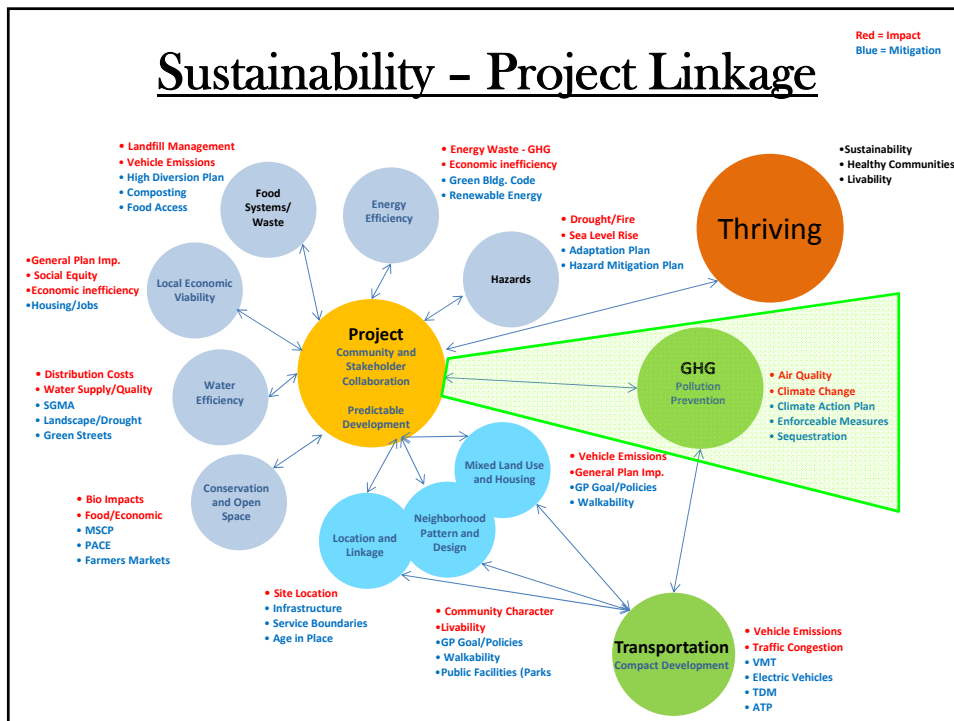 Red = Impact
Blue = Mitigation
Sustainability – Project Linkage
• Landfill Management
• Vehicle Emissions
• High Diversion Plan
• Composting
• Food Access
Food
Systems/
Waste
Energy
Efficiency
• Energy Waste - GHG
• Economic inefficiency
• Green Bldg. Code
• Renewable Energy
•Sustainability
• Healthy Communities
• Livability
Thriving
• Drought/Fire
• Sea Level Rise
• Adaptation Plan
• Hazard Mitigation Plan
Hazards
•General Plan Imp.
• Social Equity
•Economic inefficiency
•Housing/Jobs
Local Economic
Viability
Project
Community and
Stakeholder
Collaboration
Predictable
Development
GHG
Pollution
Prevention
• Air Quality
• Climate Change
• Climate Action Plan
• Enforceable Measures
• Sequestration
• Distribution Costs
• Water Supply/Quality
• SGMA
• Landscape/Drought
• Green Streets
Water
Efficiency
Mixed Land Use
and Housing
• Vehicle Emissions
•General Plan Imp.
•GP Goal/Policies
• Walkability
• Bio Impacts
• Food/Economic
• MSCP
• PACE
• Farmers Markets
Conservation
and Open
Space
Location and
Linkage
Neighborhood
Pattern and
Design
• Site Location
• Infrastructure
• Service Boundaries
• Age in Place
• Community Character
•Livability
•GP Goal/Policies
• Walkability
•Public Facilities (Parks
Transportation
Compact Development
• Vehicle Emissions
• Traffic Congestion
• VMT
• Electric Vehicles
• TDM
• ATP